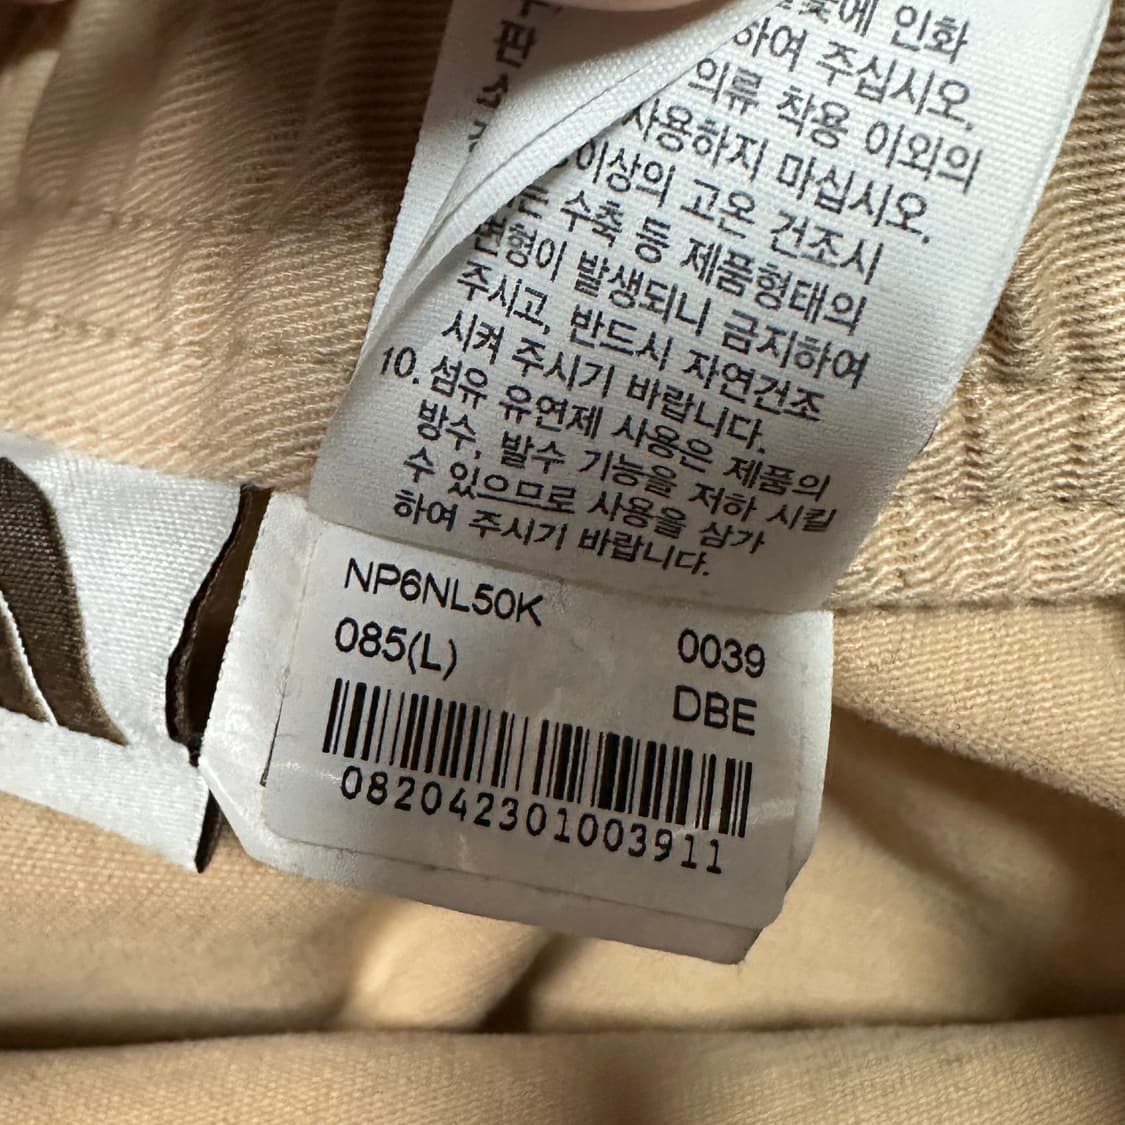 에 인화
하여 주십시오.
의류 착용 이외의
사용하지 마십시오.
이상의 고온 건조시
수축 등 제품형태의
변형이 발생되니 금지하여
주시고, 반드시 자연건조
시켜 주시기 바랍니다.
10. 섬유 유연제 사용은 제품의
방수, 발수 기능을 저하 시킬
수 있으므로 사용을 삼가
하여 주시기 바랍니다.
NP6NL50K
085(L) 0039
DBE
082042301003911